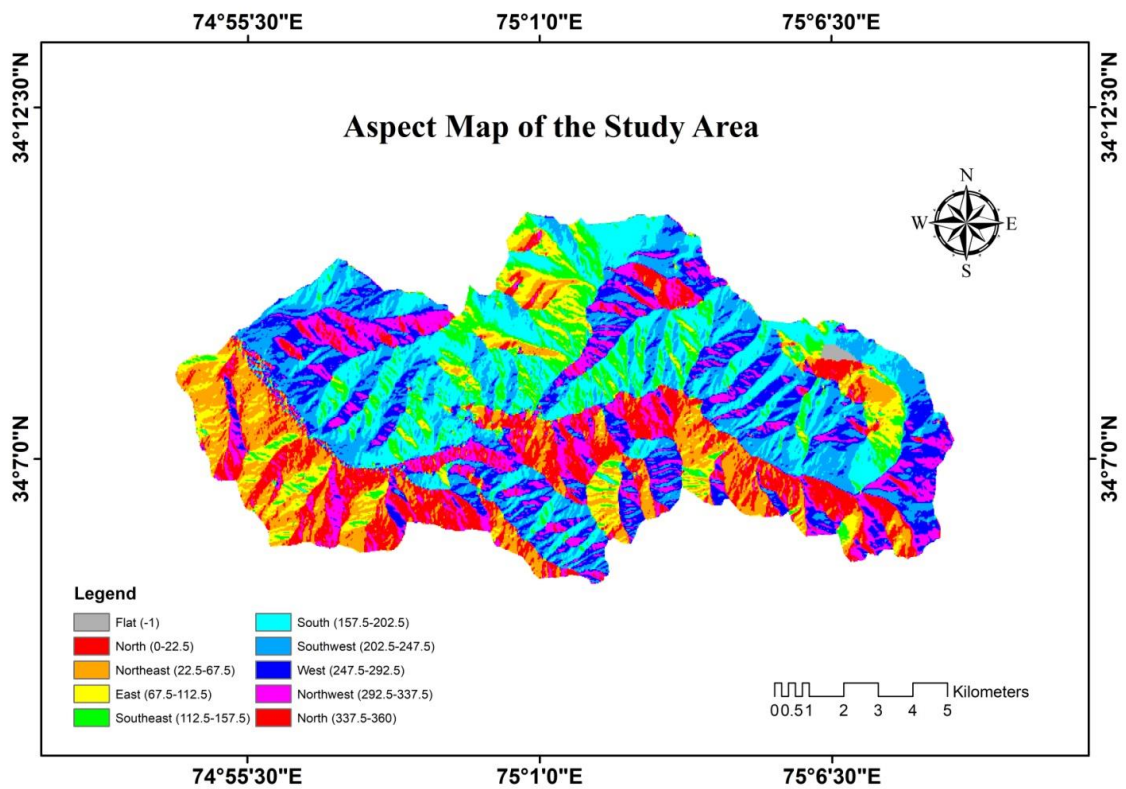 74°55'30"E 75°1'0"E 75°6'30"E
34°12'30"N 34°12'30"N
Aspect Map of the Study Area
N
W E
S
34°7'0"N 34°7'0"N
Legend
Flat (-1)
North (0-22.5)
Northeast (22.5-67.5)
East (67.5-112.5)
Southeast (112.5-157.5)
South (157.5-202.5)
Southwest (202.5-247.5)
West (247.5-292.5)
Northwest (292.5-337.5)
North (337.5-360)
Kilometers
0 0.5 1 2 3 4 5
74°55'30"E 75°1'0"E 75°6'30"E